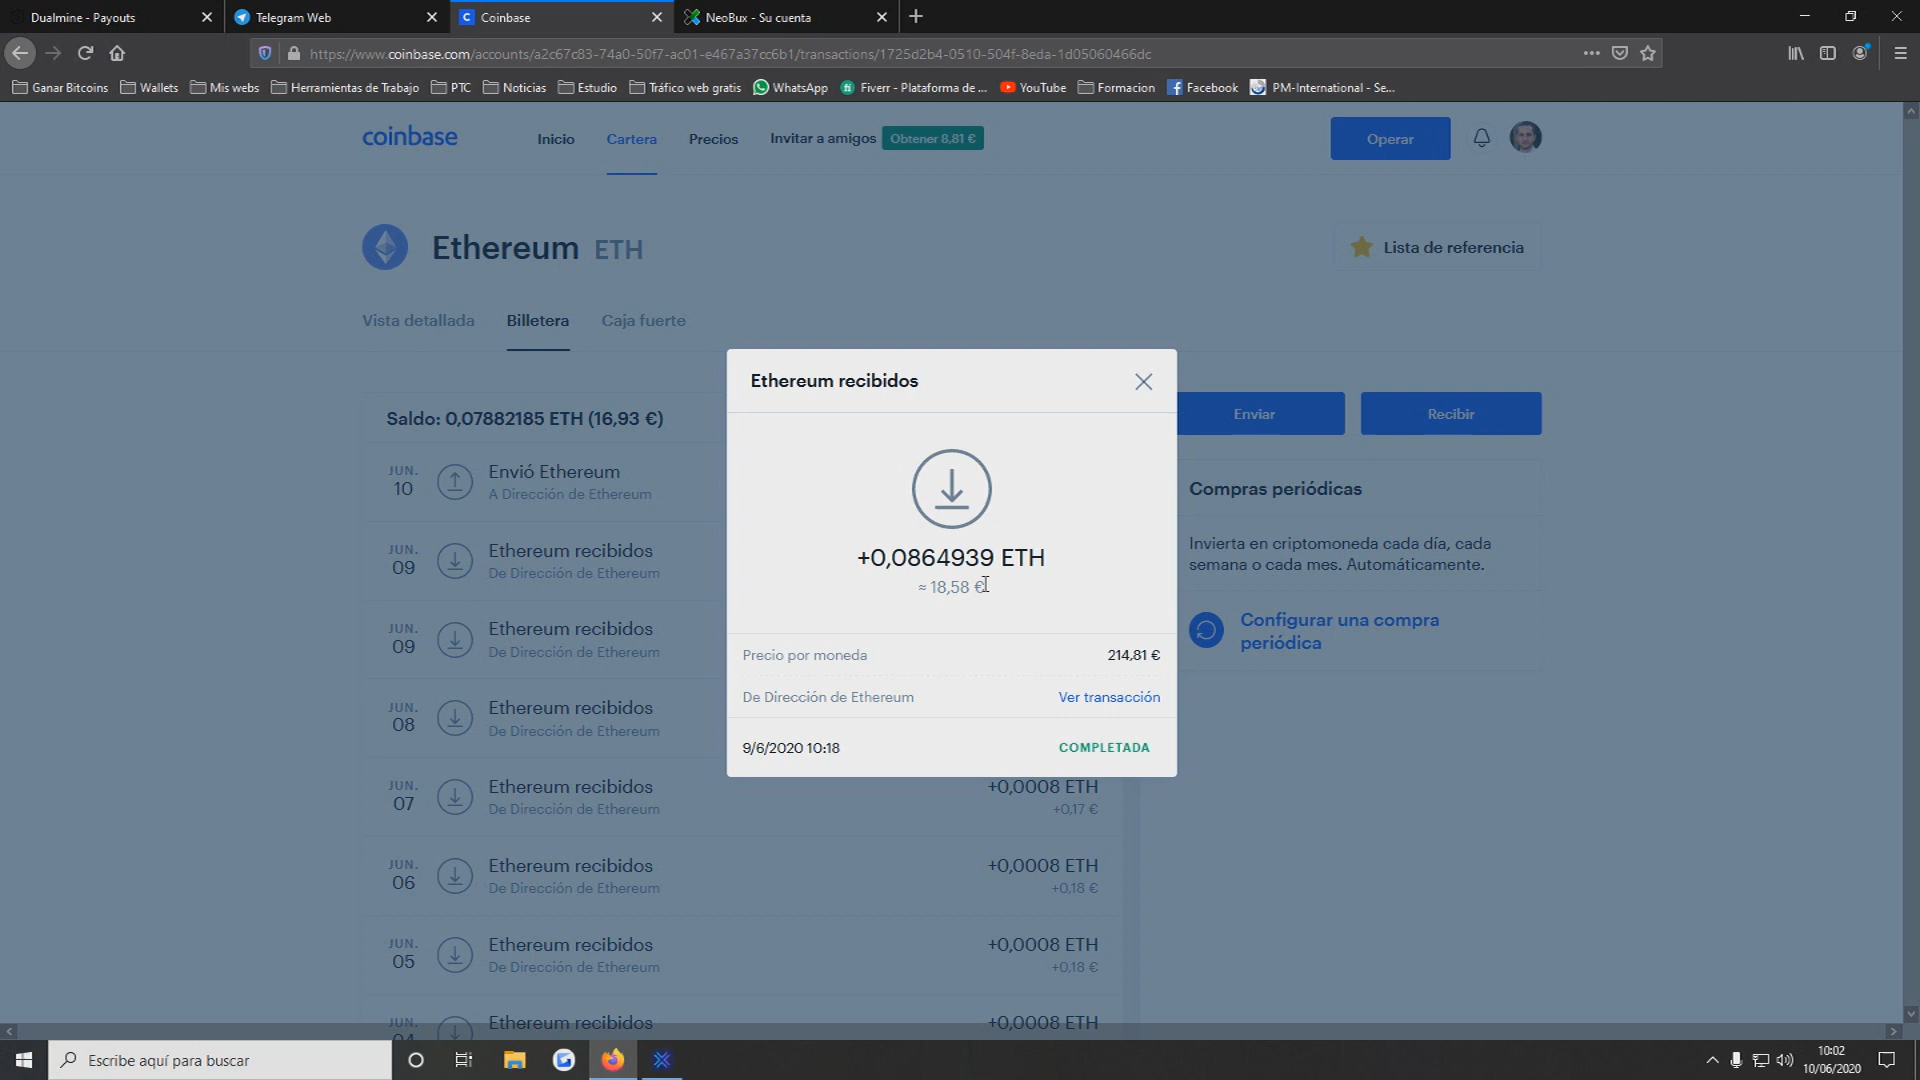 Dualmine - Payouts
Telegram Web
Coinbase
NeoBux - Su cuenta
https://www.coinbase.com/accounts/a2c67c83-74a0-50f7-ac01-e467a37cc6b1/transactions/1725d2b4-0510-504f-8eda-1d05060466dc
Ganar Bitcoins
Wallets
Mis webs
Herramientas de Trabajo
PTC
Noticias
Estudio
Tráfico web gratis
WhatsApp
Fiverr - Plataforma de ...
YouTube
Formacion
Facebook
PM-International - Se...
coinbase
Inicio
Cartera
Precios
Invitar a amigos
Obtener 8,81 €
Operar
Ethereum ETH
Lista de referencia
Vista detallada
Billetera
Caja fuerte
Saldo: 0,07882185 ETH (16,93 €)
Enviar
Recibir
JUN.
10
Envió Ethereum
A Dirección de Ethereum
JUN.
09
Ethereum recibidos
De Dirección de Ethereum
JUN.
09
Ethereum recibidos
De Dirección de Ethereum
JUN.
08
Ethereum recibidos
De Dirección de Ethereum
JUN.
07
Ethereum recibidos
De Dirección de Ethereum
+0,0008 ETH
+0,17 €
JUN.
06
Ethereum recibidos
De Dirección de Ethereum
+0,0008 ETH
+0,18 €
JUN.
05
Ethereum recibidos
De Dirección de Ethereum
+0,0008 ETH
+0,18 €
JUN.
04
Ethereum recibidos
+0,0008 ETH
Ethereum recibidos
+0,0864939 ETH
≈ 18,58 €
Precio por moneda
214,81 €
De Dirección de Ethereum
Ver transacción
9/6/2020 10:18
COMPLETADA
Compras periódicas
Invierta en criptomoneda cada día, cada
semana o cada mes. Automáticamente.
Configurar una compra
periódica
Escribe aquí para buscar
10:02
10/06/2020